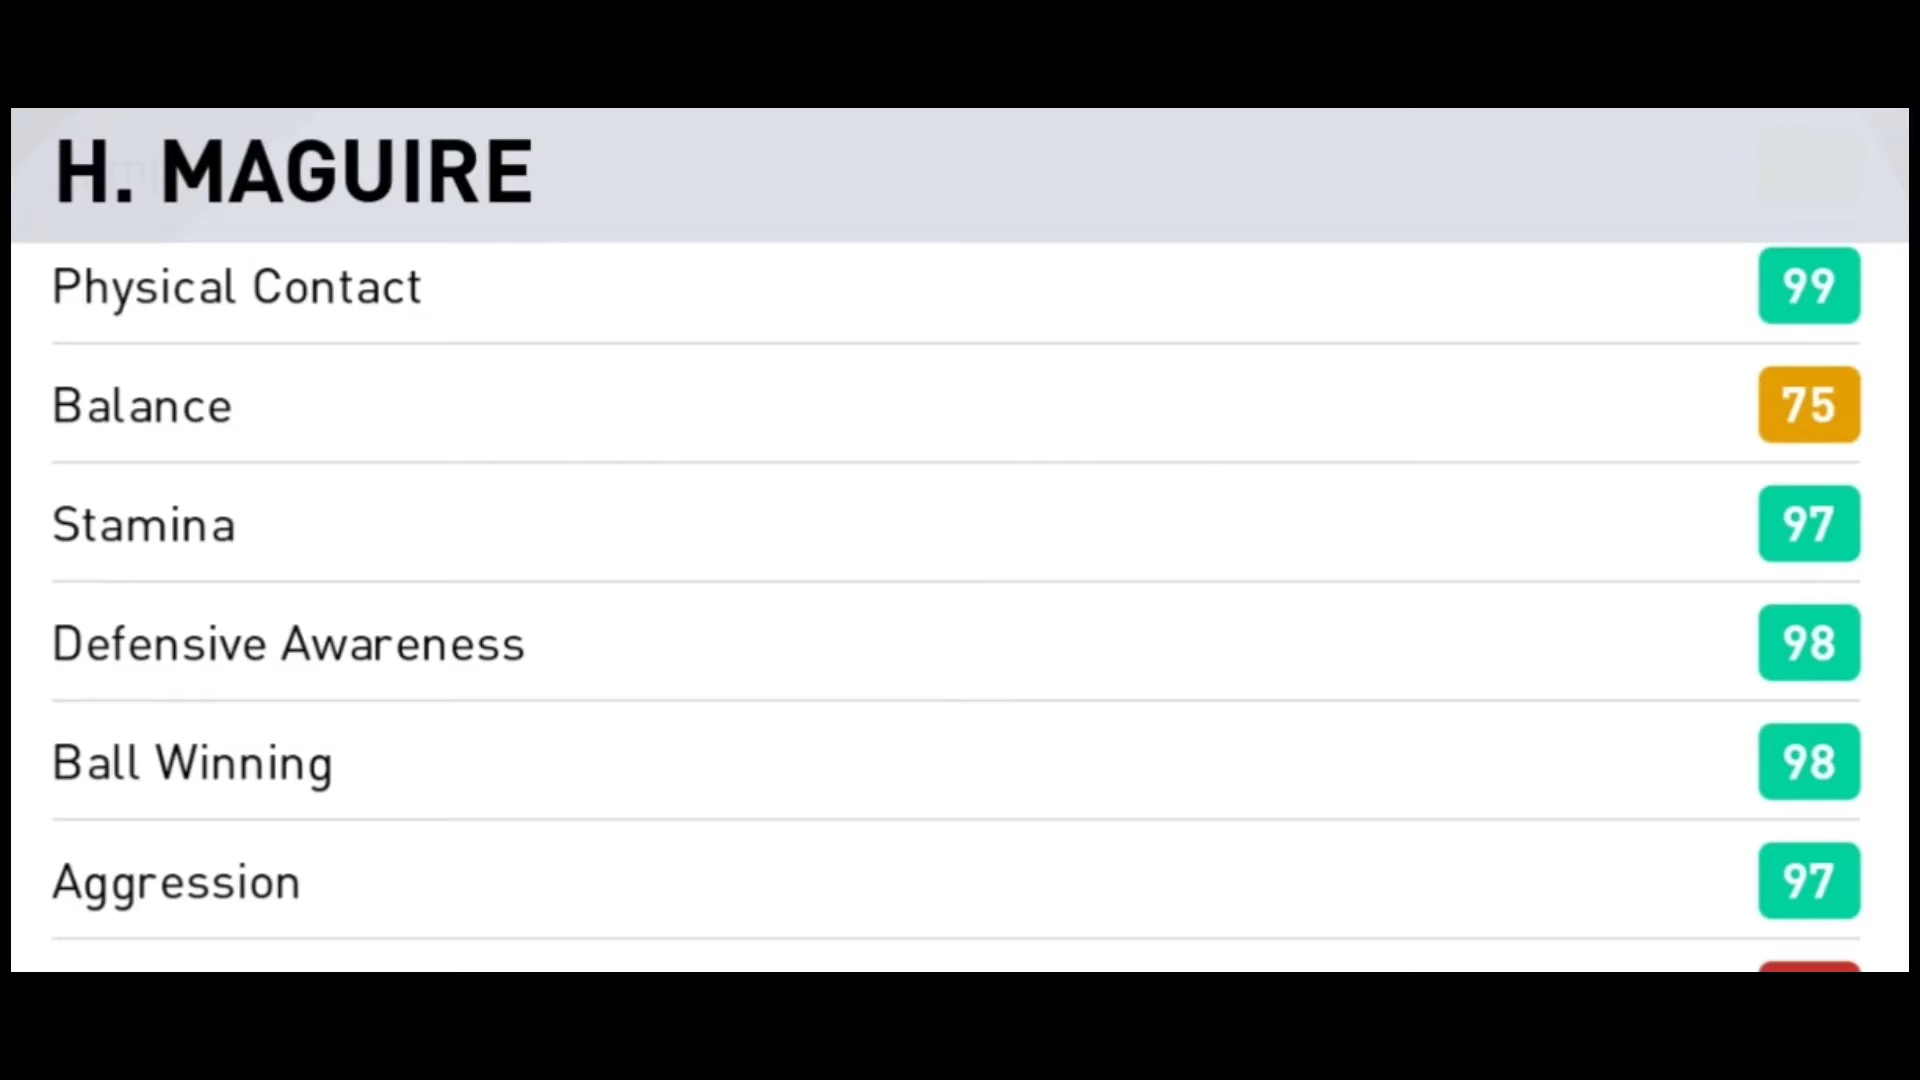 H. MAGUIRE
Physical Contact 99
Balance 75
Stamina 97
Defensive Awareness 98
Ball Winning 98
Aggression 97